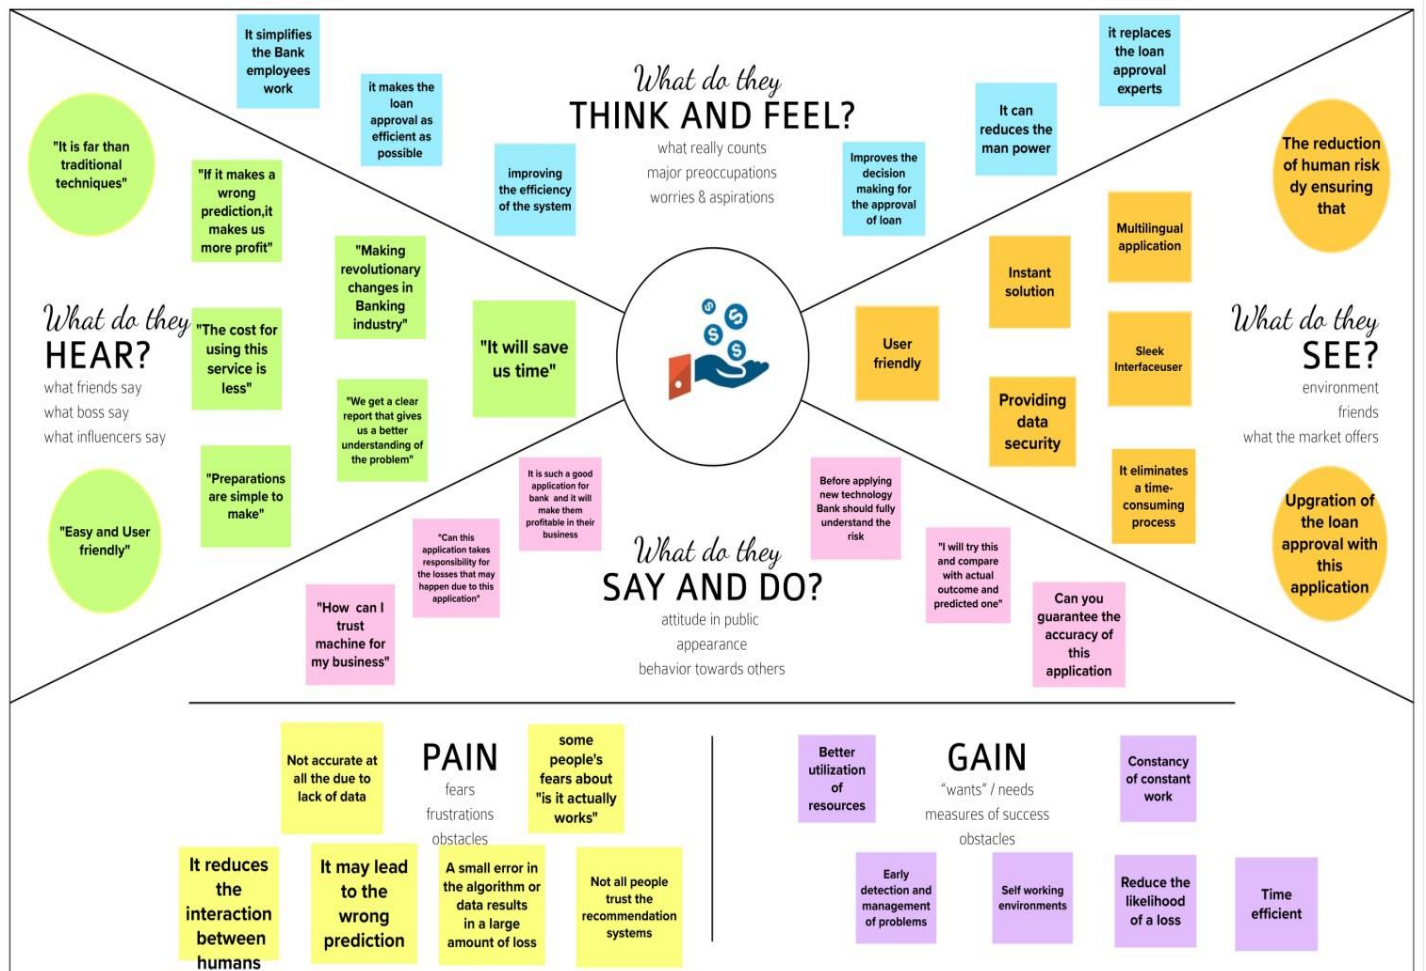 It simplifies
the Bank
employees
work
it makes the
loan
approval as
efficient as
possible
improving
the efficiency
of the system
What do they
THINK AND FEEL?
what really counts
major preoccupations
worries & aspirations
Improves the
decision
making for
the approval
of loan
It can
reduces the
man power
it replaces
the loan
approval
experts
"It is far than
traditional
techniques"
"If it makes a
wrong
prediction,it
makes us
more profit"
"Making
revolutionary
changes in
Banking
industry"
What do they
HEAR?
what friends say
what boss say
what influencers say
"The cost for
using this
service is
less"
"It will save
us time"
"We get a clear
report that gives
us a better
understanding of
the problem"
"Preparations
are simple to
make"
"Easy and User
friendly"
The reduction
of human risk
dy ensuring
that
Multilingual
application
Instant
solution
User
friendly
Sleek
Interfaceuser
Providing
data
security
What do they
SEE?
environment
friends
what the market offers
It eliminates
a time-
consuming
process
Upgration of
the loan
approval with
this
application
It is such a good
application for
bank and it will
make them
profitable in their
business
"Can this
application takes
responsibility for
the losses that may
happen due to this
application"
"How can I
trust
machine for
my business"
What do they
SAY AND DO?
attitude in public
appearance
behavior towards others
Before applying
new technology
Bank should fully
understand the
risk
"I will try this
and compare
with actual
outcome and
predicted one"
Can you
guarantee the
accuracy of
this
application
Not accurate at
all the due to
lack of data
PAIN
fears
frustrations
obstacles
some
people's
fears about
"is it actually
works"
It reduces
the
interaction
between
humans
It may lead
to the
wrong
prediction
A small error in
the algorithm or
data results
in a large
amount of loss
Not all people
trust the
recommendation
systems
Better
utilization
of
resources
GAIN
"wants" / needs
measures of success
obstacles
Constancy
of constant
work
Early
detection and
management
of problems
Self working
environments
Reduce the
likelihood
of a loss
Time
efficient